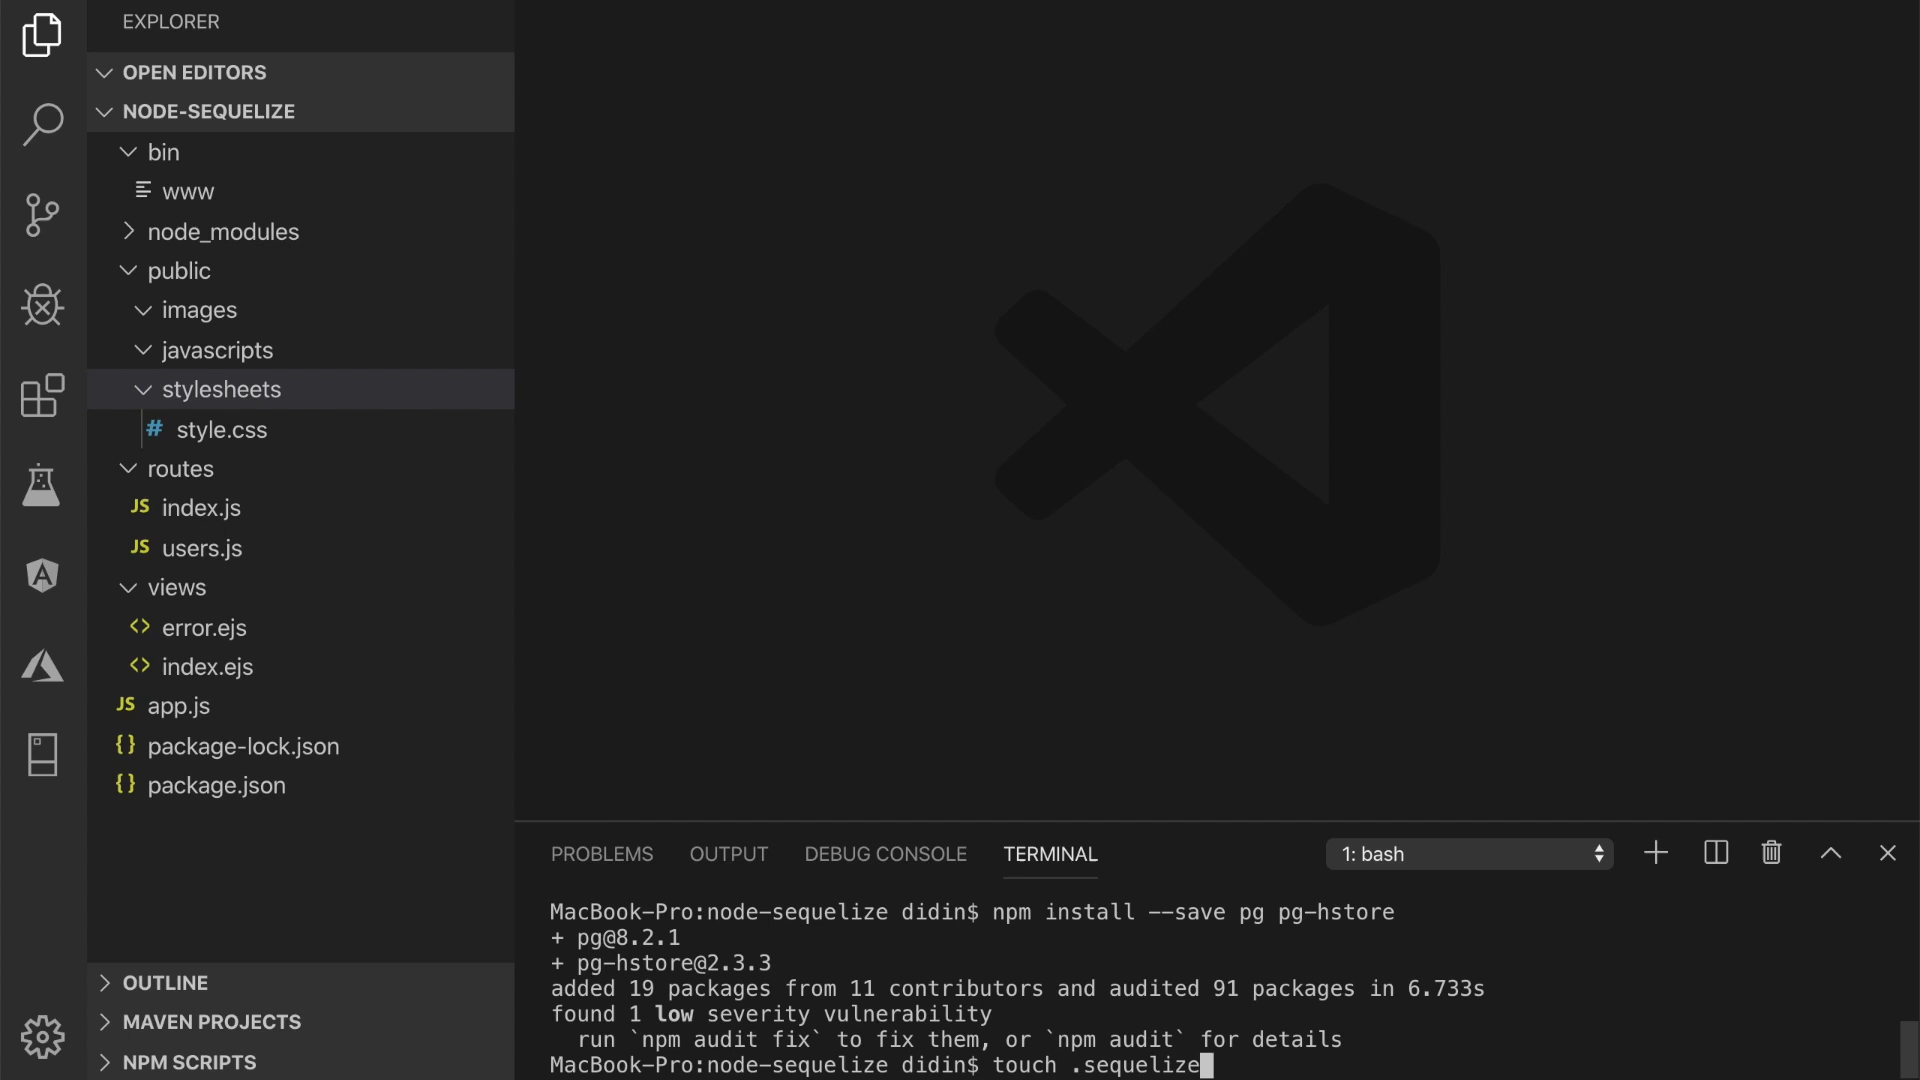 EXPLORER
OPEN EDITORS
NODE-SEQUELIZE
bin
www
node_modules
public
images
javascripts
stylesheets
# style.css
routes
JS index.js
JS users.js
views
<> error.ejs
<> index.ejs
JS app.js
{} package-lock.json
{} package.json
OUTLINE
MAVEN PROJECTS
NPM SCRIPTS
PROBLEMS OUTPUT DEBUG CONSOLE TERMINAL 1: bash
MacBook-Pro:node-sequelize didin$ npm install --save pg pg-hstore
+ pg@8.2.1
+ pg-hstore@2.3.3
added 19 packages from 11 contributors and audited 91 packages in 6.733s
found 1 low severity vulnerability
run `npm audit fix` to fix them, or `npm audit` for details
MacBook-Pro:node-sequelize didin$ touch .sequelize